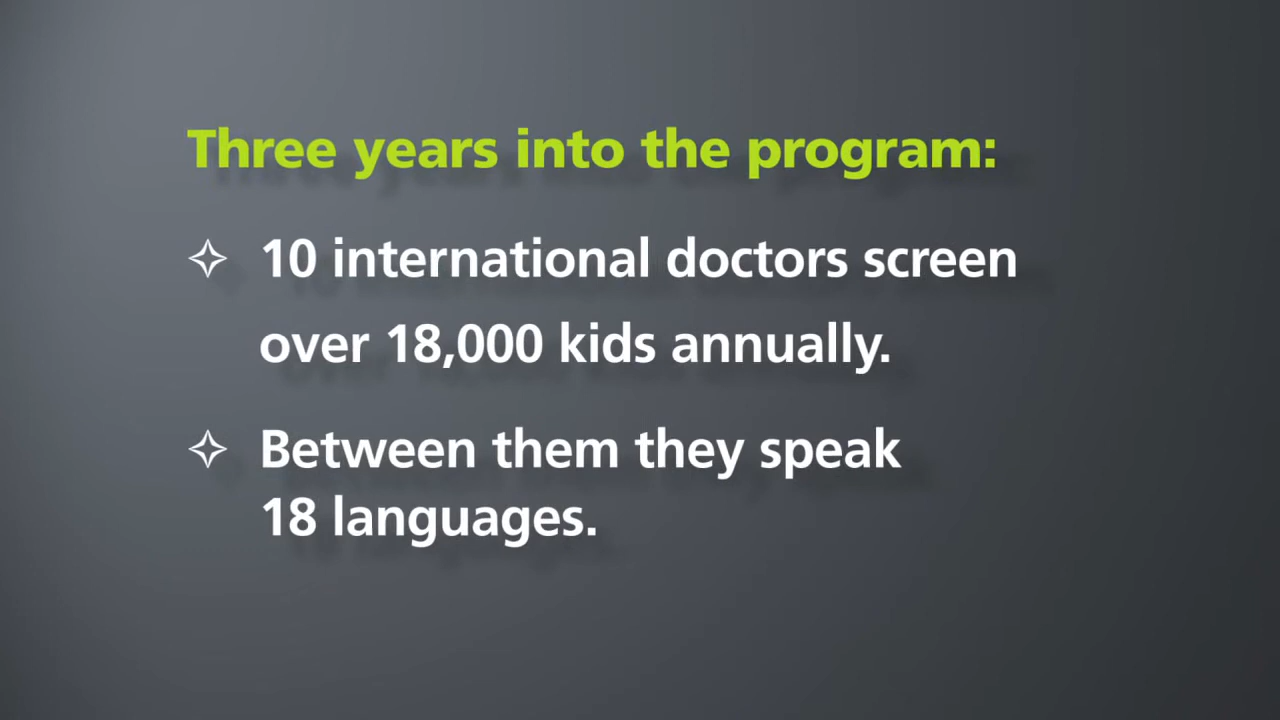 Three years into the program:
✧ 10 international doctors screen
over 18,000 kids annually.
✧ Between them they speak
18 languages.